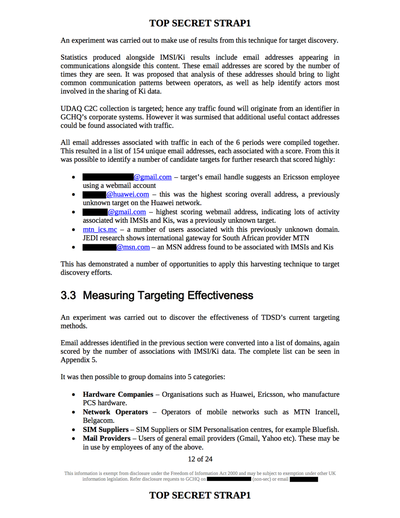 TOP SECRET STRAP1
An experiment was carried out to make use of results from this technique for target discovery.
Statistics produced alongside IMSI/Ki results include email addresses appearing in
communications alongside this content. These email addresses are scored by the number of
times they are seen. It was proposed that analysis of these addresses should bring to light
common communication patterns between operators, as well as help identify actors most
involved in the sharing of Ki data.
UDAQ C2C collection is targeted; hence any traffic found will originate from an identifier in
GCHQ's corporate systems. However it was surmised that additional useful contact addresses
could be found associated with traffic.
All email addresses associated with traffic in each of the 6 periods were compiled together.
This resulted in a list of 154 unique email addresses, each associated with a score. From this it
was possible to identify a number of candidate targets for further research that scored highly:
• @gmail.com – target's email handle suggests an Ericsson employee
using a webmail account
• @huawei.com – this was the highest scoring overall address, a previously
unknown target on the Huawei network.
• @gmail.com – highest scoring webmail address, indicating lots of activity
associated with IMSIs and Kis, was a previously unknown target.
• mtn_ics.mc – a number of users associated with this previously unknown domain.
JEDI research shows international gateway for South African provider MTN
• @msn.com – an MSN address found to be associated with IMSIs and Kis
This has demonstrated a number of opportunities to apply this harvesting technique to target
discovery efforts.
3.3 Measuring Targeting Effectiveness
An experiment was carried out to discover the effectiveness of TDSD's current targeting
methods.
Email addresses identified in the previous section were converted into a list of domains, again
scored by the number of associations with IMSI/Ki data. The complete list can be seen in
Appendix 5.
It was then possible to group domains into 5 categories:
• Hardware Companies – Organisations such as Huawei, Ericsson, who manufacture
PCS hardware.
• Network Operators – Operators of mobile networks such as MTN Irancell,
Belgacom.
• SIM Suppliers – SIM Suppliers or SIM Personalisation centres, for example Bluefish.
• Mail Providers – Users of general email providers (Gmail, Yahoo etc). These may be
in use by employees of any of the above.
12 of 24
This information is exempt from disclosure under the Freedom of Information Act 2000 and may be subject to exemption under other UK
information legislation. Refer disclosure requests to GCHQ on (non-sec) or email
TOP SECRET STRAP1